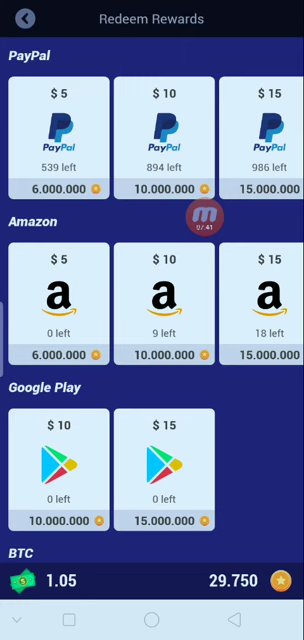 Redeem Rewards
PayPal
$ 5
$ 10
$ 15
PayPal
PayPal
PayPal
539 left
894 left
986 left
6.000.000
10.000.000
15.000.000
07:41
Amazon
$ 5
$ 10
$ 15
a
a
a
0 left
9 left
18 left
6.000.000
10.000.000
15.000.000
Google Play
$ 10
$ 15
0 left
0 left
10.000.000
15.000.000
BTC
1.05
29.750